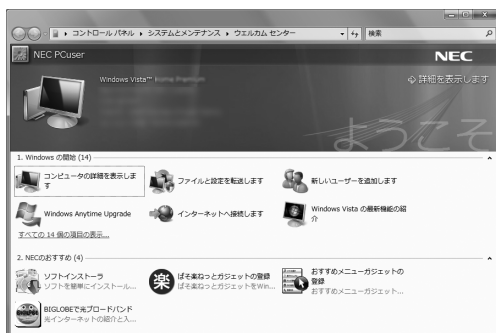 コントロール パネル ▸ システムとメンテナンス ▸ ウェルカム センター
検索
NEC PCuser
NEC
Windows Vista™
詳細を表示します
ようこそ
1. Windows の開始 (14)
コンピュータの詳細を表示しま
す
ファイルと設定を転送します
新しいユーザーを追加します
Windows Anytime Upgrade
インターネットへ接続します
Windows Vista の最新機能の紹
介
すべての 14 個の項目の表示...
2. NECのおすすめ (4)
ソフトインストーラ
ソフトを簡単にインストール...
楽
ぱそ楽ねっとガジェットの登録
ぱそ楽ねっとガジェットをWin...
おすすめメニューガジェットの
登録
おすすめメニューガジェット...
BIGLOBEで光ブロードバンド
光インターネットの紹介と入...